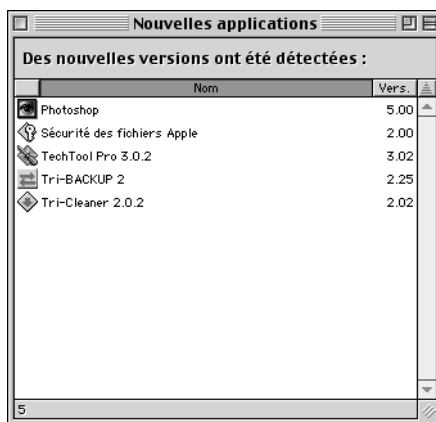 Nouvelles applications
Des nouvelles versions ont été détectées :
Nom Vers.
Photoshop 5.00
Sécurité des fichiers Apple 2.00
TechTool Pro 3.0.2 3.02
Tri-BACKUP 2 2.25
Tri-Cleaner 2.0.2 2.02
5